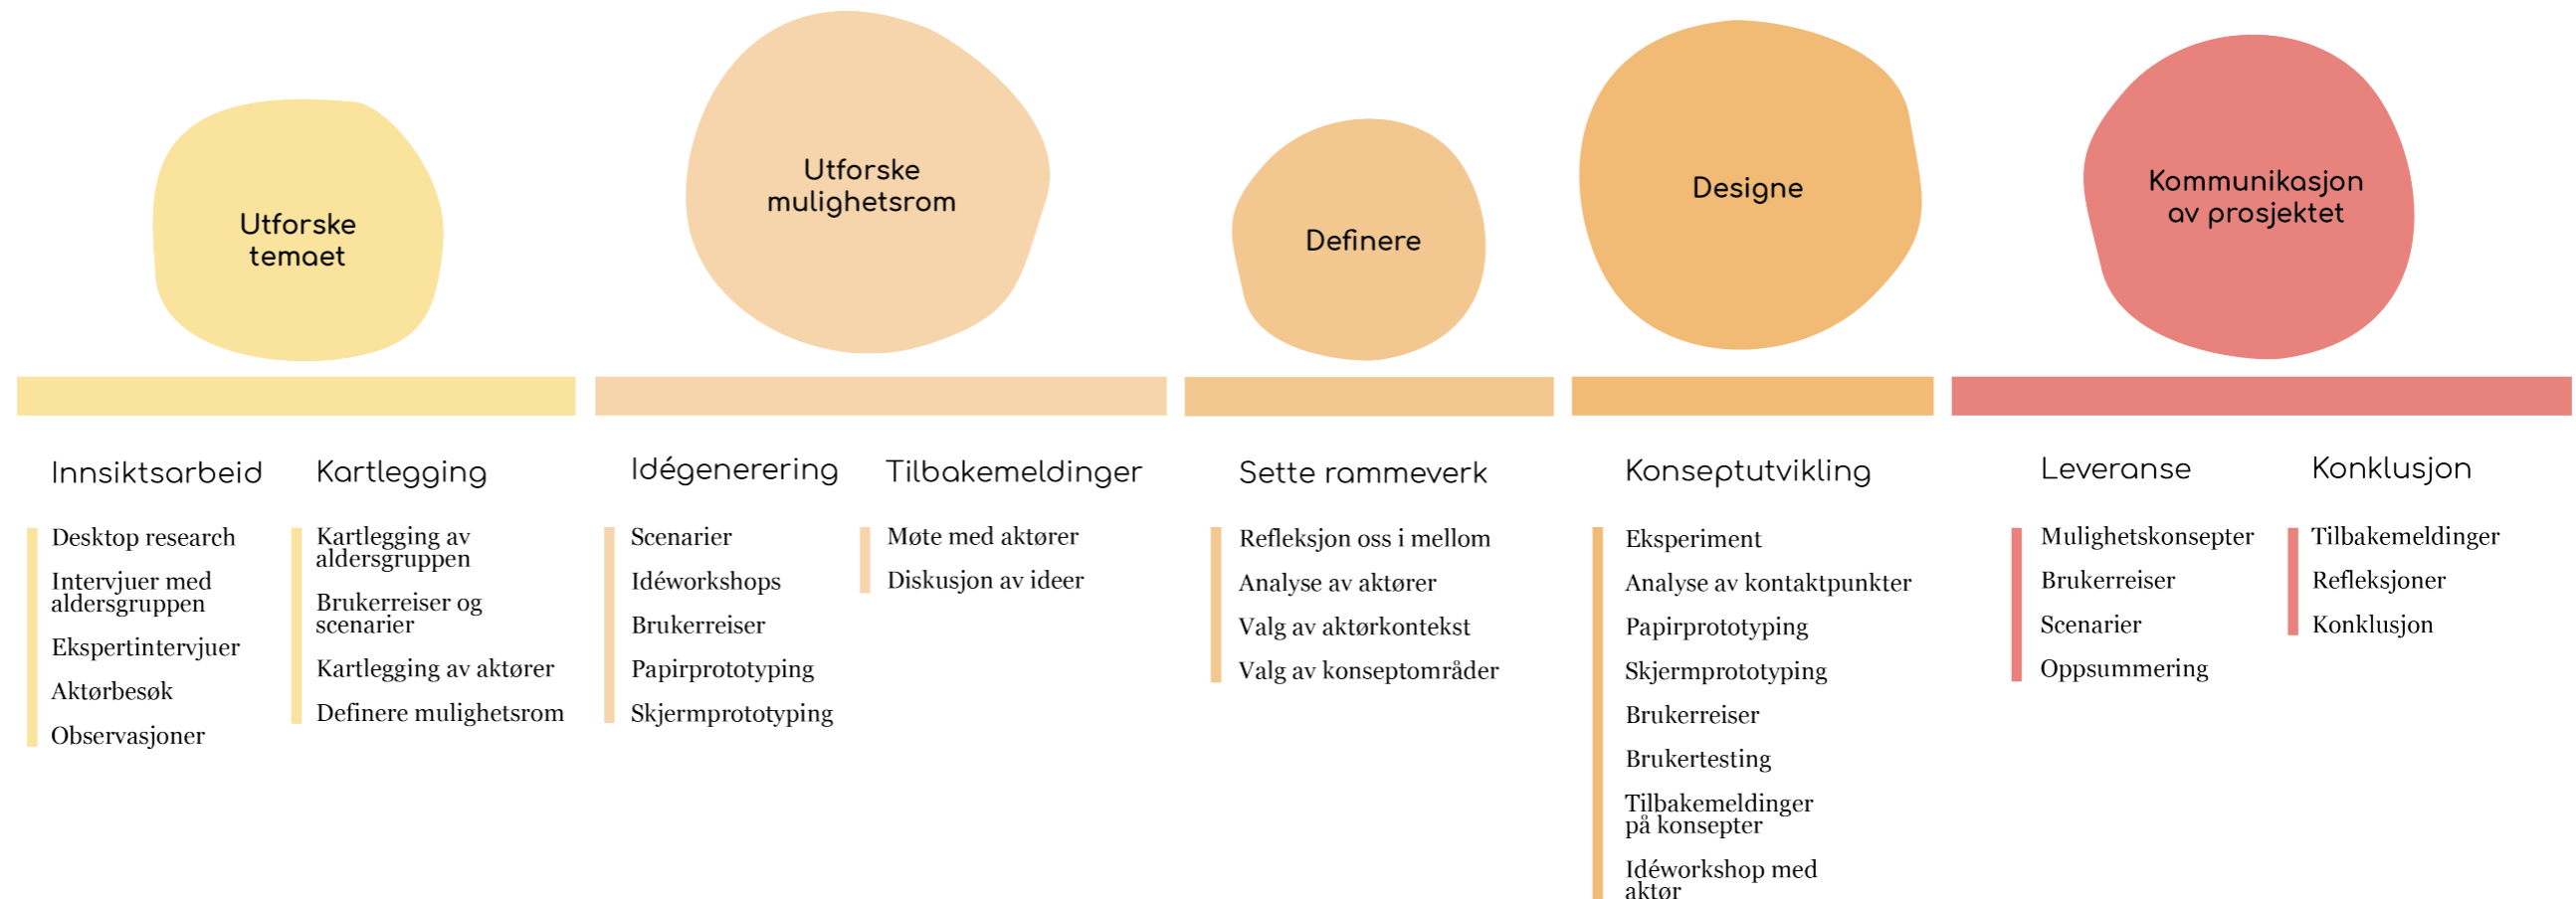 Utforske
temaet
Utforske
mulighetsrom
Definere
Designe
Kommunikasjon
av prosjektet
Innsiktsarbeid
Desktop research
Intervjuer med
aldersgruppen
Ekspertintervjuer
Aktørbesøk
Observasjoner
Kartlegging
Kartlegging av
aldersgruppen
Brukerreiser og
scenarier
Kartlegging av aktører
Definere mulighetsrom
Idégenerering
Scenarier
Idéworkshops
Brukerreiser
Papirprototyping
Skjermprototyping
Tilbakemeldinger
Møte med aktører
Diskusjon av ideer
Sette rammeverk
Refleksjon oss i mellom
Analyse av aktører
Valg av aktørkontekst
Valg av konseptområder
Konseptutvikling
Eksperiment
Analyse av kontaktpunkter
Papirprototyping
Skjermprototyping
Brukerreiser
Brukertesting
Tilbakemeldinger
på konsepter
Idéworkshop med
aktør
Leveranse
Mulighetskonsepter
Brukerreiser
Scenarier
Oppsummering
Konklusjon
Tilbakemeldinger
Refleksjoner
Konklusjon